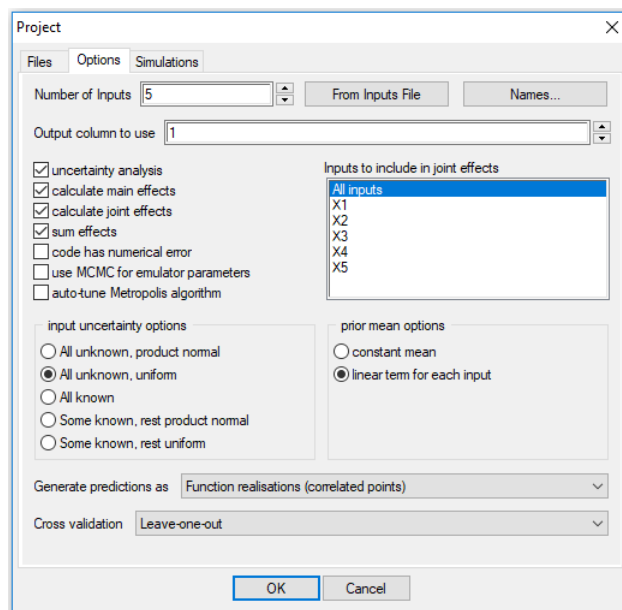 Project
Files Options Simulations
Number of Inputs 5 From Inputs File Names...
Output column to use 1
uncertainty analysis
calculate main effects
calculate joint effects
sum effects
code has numerical error
use MCMC for emulator parameters
auto-tune Metropolis algorithm
Inputs to include in joint effects
All inputs
X1
X2
X3
X4
X5
input uncertainty options
All unknown, product normal
All unknown, uniform
All known
Some known, rest product normal
Some known, rest uniform
prior mean options
constant mean
linear term for each input
Generate predictions as Function realisations (correlated points)
Cross validation Leave-one-out
OK Cancel